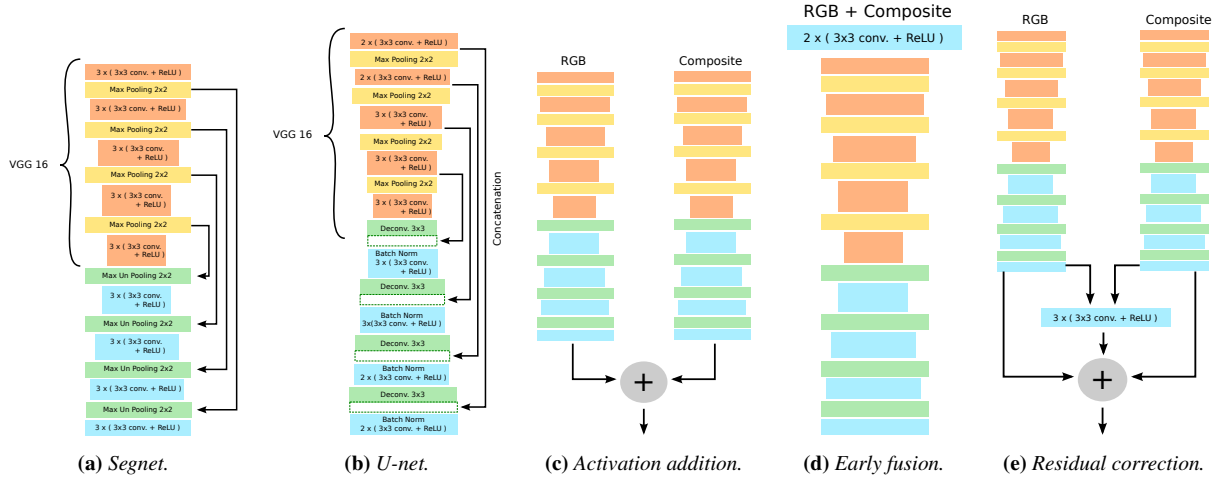 VGG 16
3 x ( 3x3 conv. + ReLU )
Max Pooling 2x2
3 x ( 3x3 conv. + ReLU )
Max Pooling 2x2
3 x ( 3x3 conv.
+ ReLU )
Max Pooling 2x2
3 x ( 3x3 conv.
+ ReLU )
Max Pooling 2x2
3 x ( 3x3 conv.
+ ReLU )
Max Un Pooling 2x2
3 x ( 3x3 conv.
+ ReLU )
Max Un Pooling 2x2
3 x ( 3x3 conv.
+ ReLU )
Max Un Pooling 2x2
3 x ( 3x3 conv. + ReLU )
Max Un Pooling 2x2
3 x ( 3x3 conv. + ReLU )
(a) Segnet.
VGG 16
2 x ( 3x3 conv. + ReLU )
Max Pooling 2x2
2 x ( 3x3 conv. + ReLU )
Max Pooling 2x2
3 x ( 3x3 conv.
+ ReLU )
Max Pooling 2x2
3 x ( 3x3 conv.
+ ReLU )
Max Pooling 2x2
3 x ( 3x3 conv.
+ ReLU )
Deconv. 3x3
Batch Norm
3 x ( 3x3 conv.
+ ReLU )
Deconv. 3x3
Batch Norm
3x(3x3 conv. + ReLU )
Deconv. 3x3
Batch Norm
2 x ( 3x3 conv. + ReLU )
Deconv. 3x3
Batch Norm
2 x ( 3x3 conv. + ReLU )
Concatenation
(b) U-net.
RGB
Composite
+
(c) Activation addition.
RGB + Composite
2 x ( 3x3 conv. + ReLU )
(d) Early fusion.
RGB
Composite
3 x ( 3x3 conv. + ReLU )
+
(e) Residual correction.